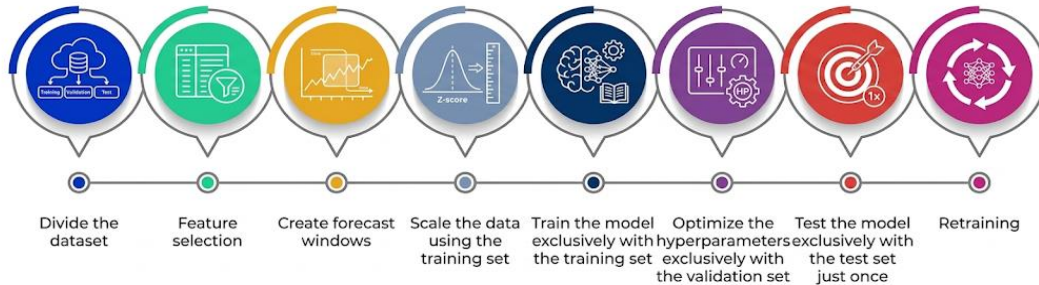 Training
Validation
Test
Z-score
HP
1x
Divide the
dataset
Feature
selection
Create forecast
windows
Scale the data
using the
training set
Train the model
exclusively with
the training set
Optimize the
hyperparameters
exclusively with
the validation set
Test the model
exclusively with
the test set
just once
Retraining